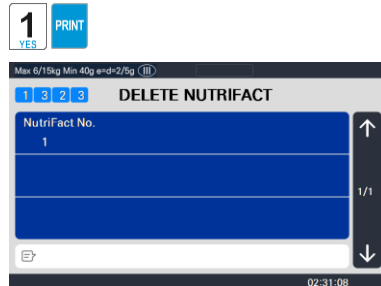 1
YES
PRINT
Max 6/15kg Min 40g e=d=2/5g III
1 3 2 3 DELETE NUTRIFACT
NutriFact No.
1
1/1
02:31:08